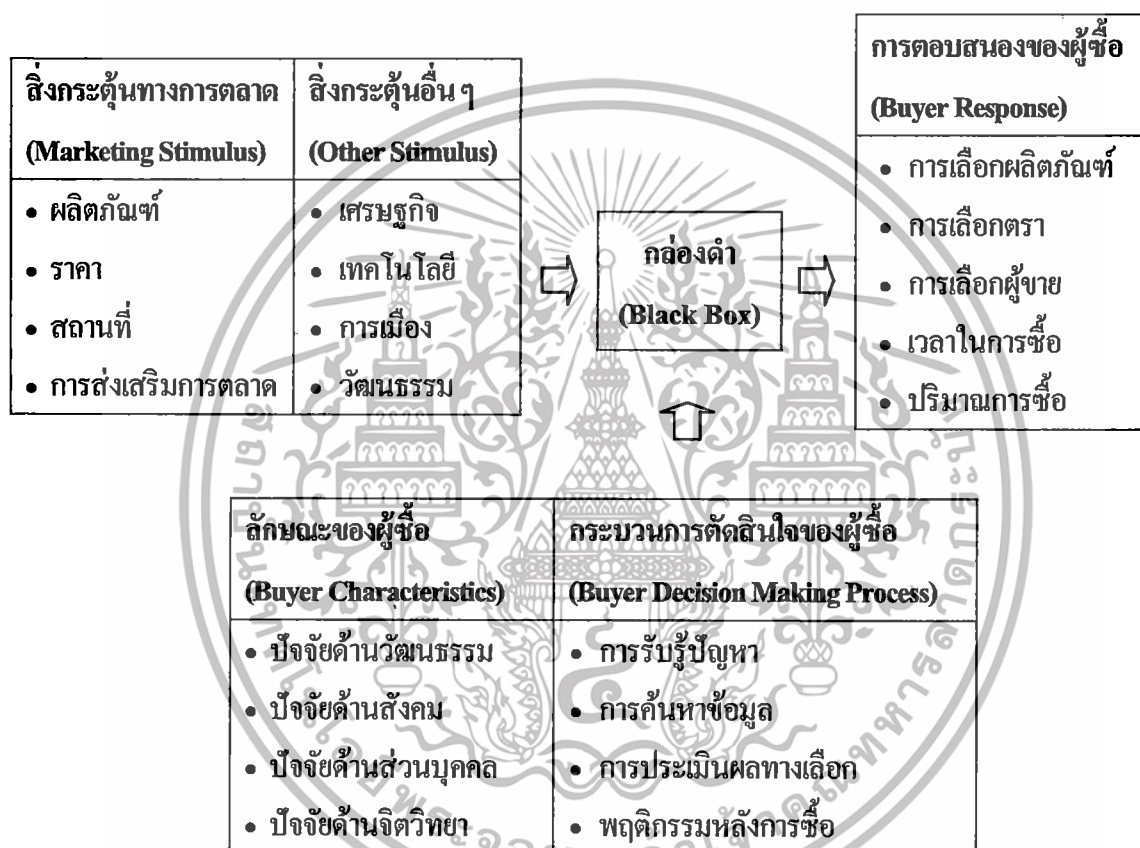 สิ่งกระตุ้นทางการตลาด
(Marketing Stimulus)
• ผลิตภัณฑ์
• ราคา
• สถานที่
• การส่งเสริมการตลาด
สิ่งกระตุ้นอื่น ๆ
(Other Stimulus)
• เศรษฐกิจ
• เทคโนโลยี
• การเมือง
• วัฒนธรรม
กล่องดำ
(Black Box)
การตอบสนองของผู้ซื้อ
(Buyer Response)
• การเลือกผลิตภัณฑ์
• การเลือกตรา
• การเลือกผู้ขาย
• เวลาในการซื้อ
• ปริมาณการซื้อ
ลักษณะของผู้ซื้อ
(Buyer Characteristics)
• ปัจจัยด้านวัฒนธรรม
• ปัจจัยด้านสังคม
• ปัจจัยด้านส่วนบุคคล
• ปัจจัยด้านจิตวิทยา
กระบวนการตัดสินใจของผู้ซื้อ
(Buyer Decision Making Process)
• การรับรู้ปัญหา
• การค้นหาข้อมูล
• การประเมินผลทางเลือก
• พฤติกรรมหลังการซื้อ